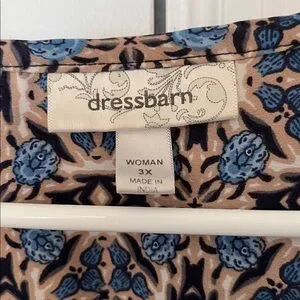 dressbarn
WOMAN
3X
MADE IN
INDIA